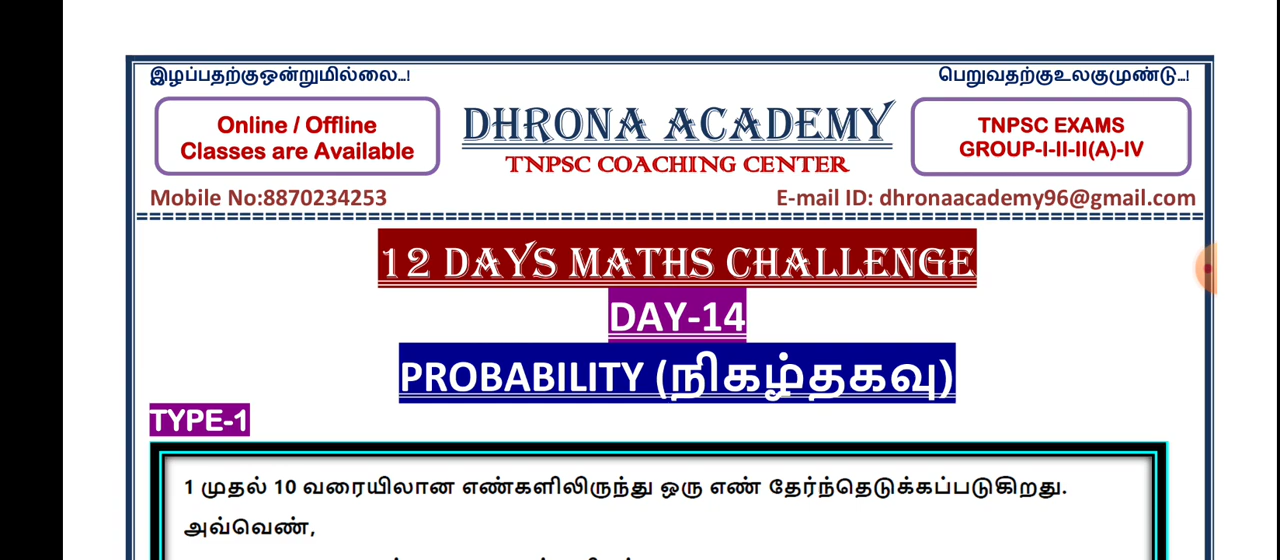 இழப்பதற்குஒன்றுமில்லை...! பெறுவதற்குஉலகுமுண்டு...!
Online / Offline
Classes are Available
DHRONA ACADEMY
TNPSC COACHING CENTER
TNPSC EXAMS
GROUP-I-II-II(A)-IV
Mobile No:8870234253 E-mail ID: dhronaacademy96@gmail.com
12 DAYS MATHS CHALLENGE
DAY-14
PROBABILITY (நிகழ்தகவு)
TYPE-1
1 முதல் 10 வரையிலான எண்களிலிருந்து ஒரு எண் தேர்ந்தெடுக்கப்படுகிறது.
அவ்வெண்,